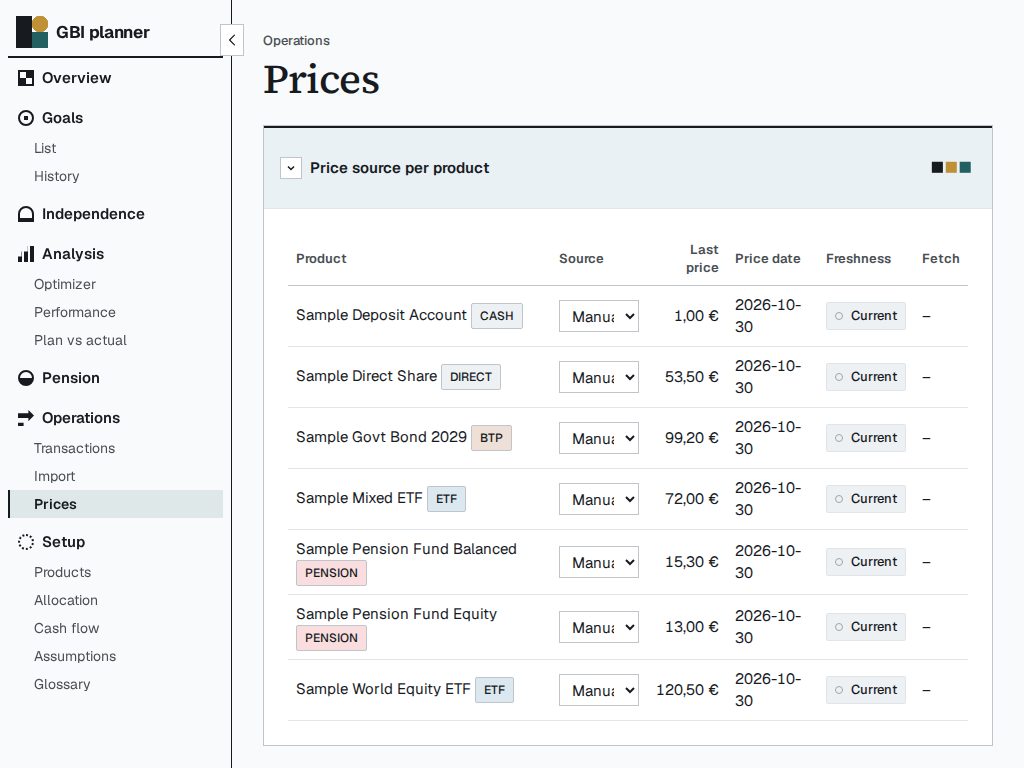 GBI planner
Overview
Goals
List
History
Independence
Analysis
Optimizer
Performance
Plan vs actual
Pension
Operations
Transactions
Import
Prices
Setup
Products
Allocation
Cash flow
Assumptions
Glossary
Operations
Prices
Price source per product
Product Source Last price Price date Freshness Fetch
Sample Deposit Account CASH Manua 1,00 € 2026-10-30 Current –
Sample Direct Share DIRECT Manua 53,50 € 2026-10-30 Current –
Sample Govt Bond 2029 BTP Manua 99,20 € 2026-10-30 Current –
Sample Mixed ETF ETF Manua 72,00 € 2026-10-30 Current –
Sample Pension Fund Balanced PENSION Manua 15,30 € 2026-10-30 Current –
Sample Pension Fund Equity PENSION Manua 13,00 € 2026-10-30 Current –
Sample World Equity ETF ETF Manua 120,50 € 2026-10-30 Current –